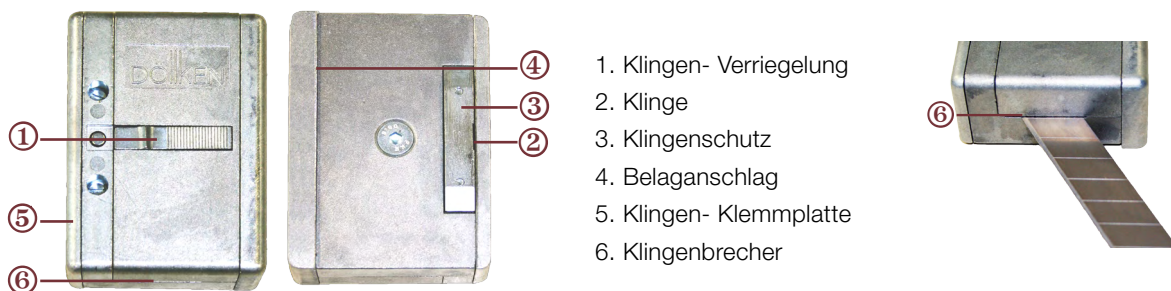 DÖLKEN
①
⑤
⑥
④
③
②
1. Klingen- Verriegelung
2. Klinge
3. Klingenschutz
4. Belaganschlag
5. Klingen- Klemmplatte
6. Klingenbrecher
⑥